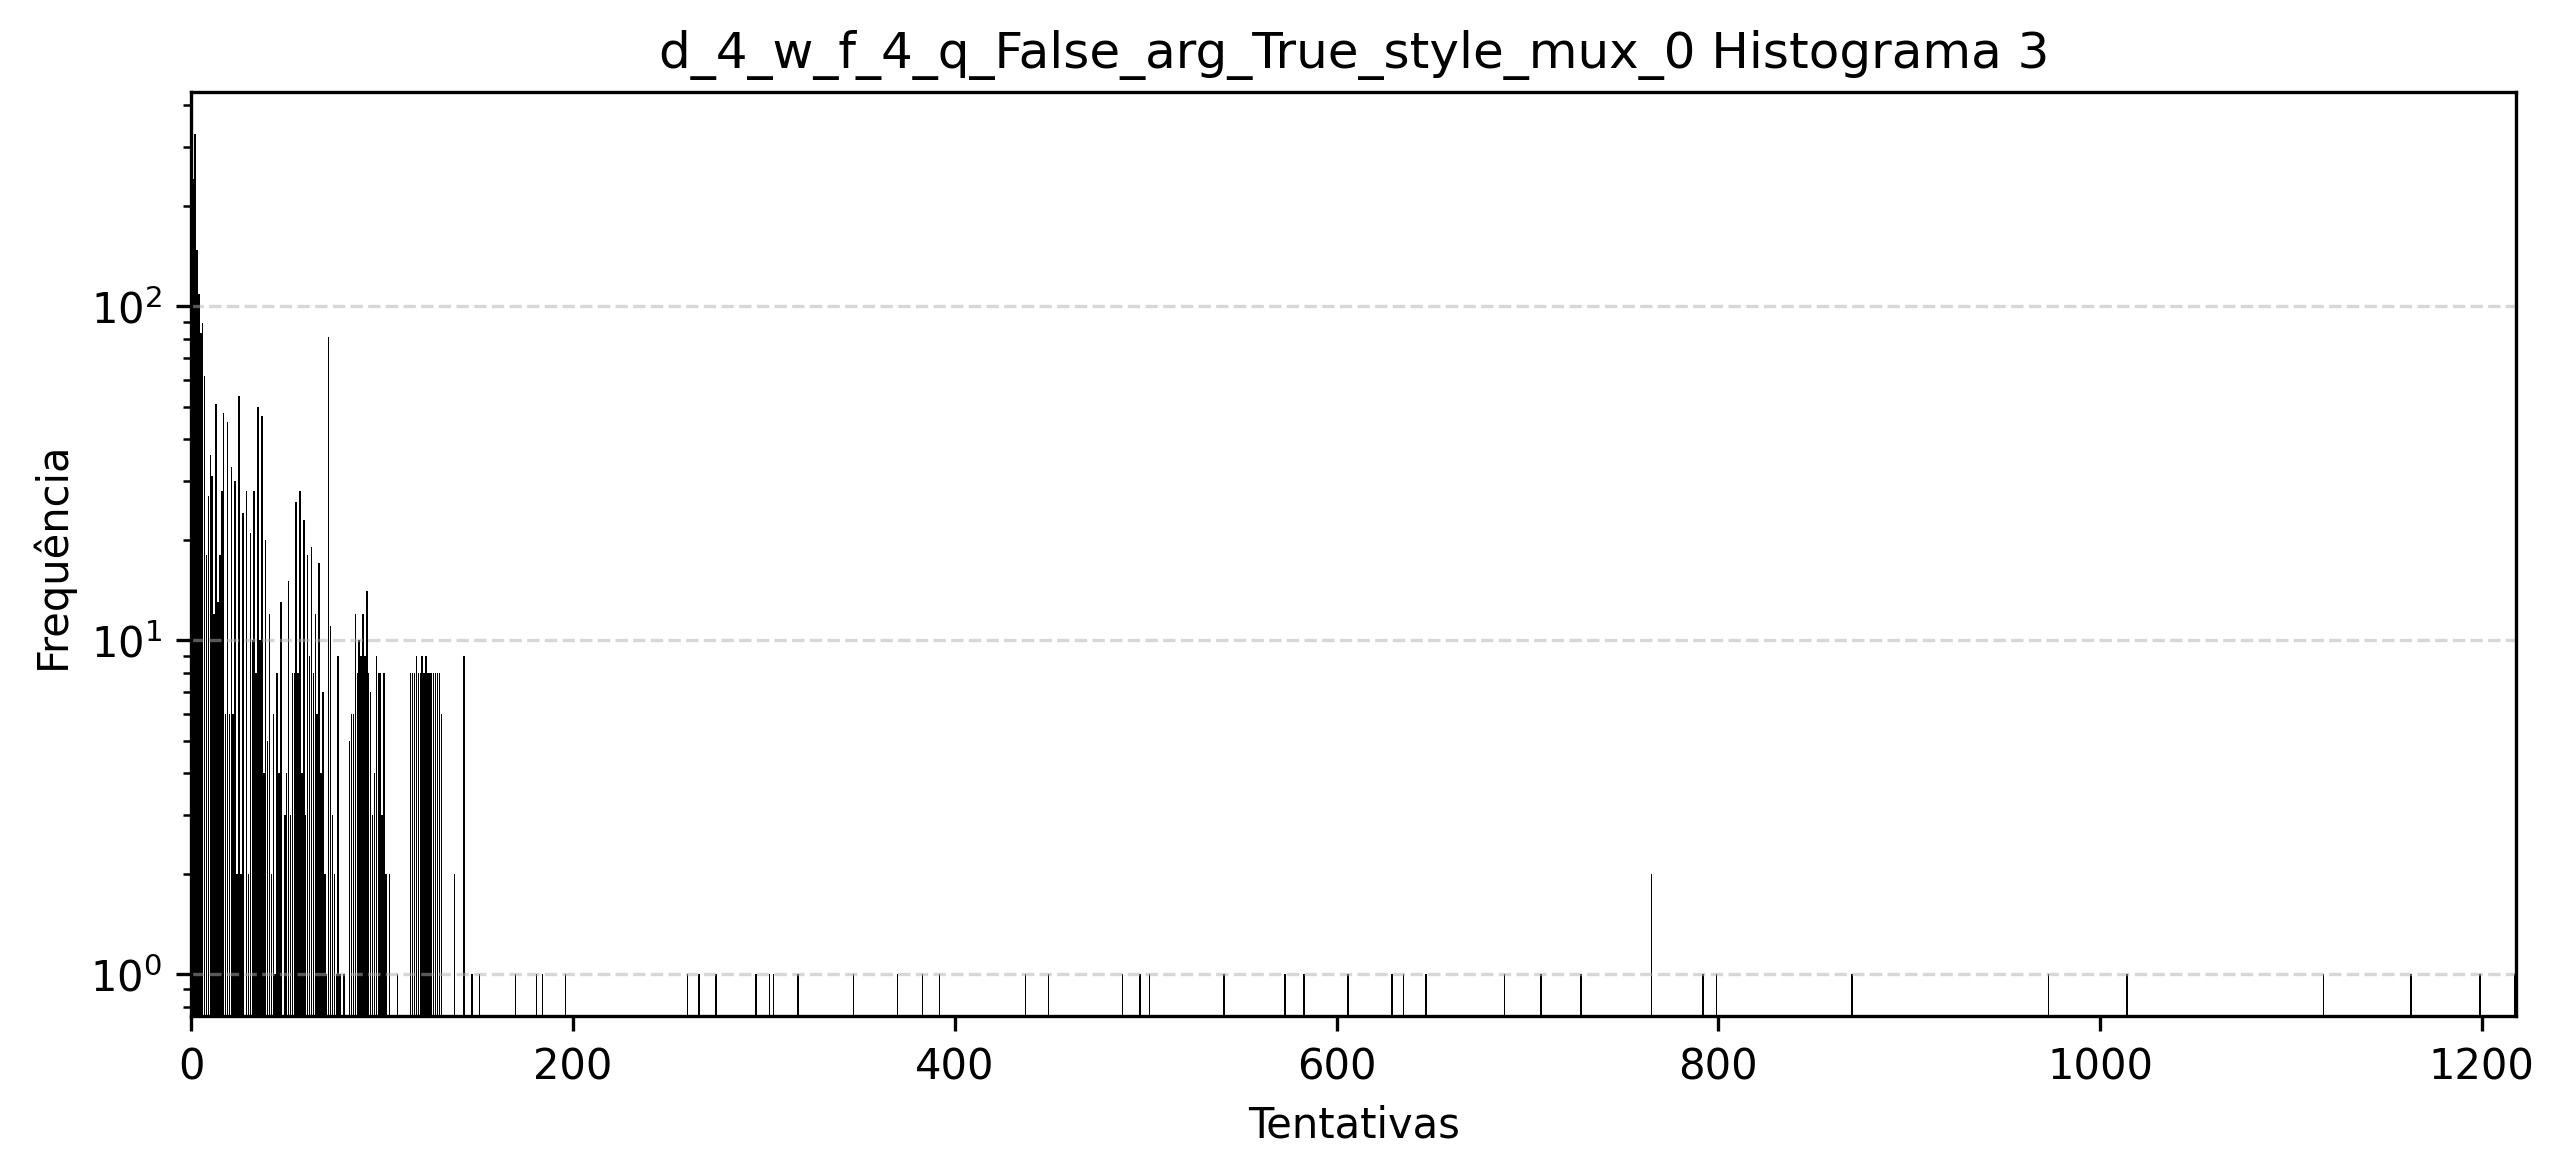 d_4_w_f_4_q_False_arg_True_style_mux_0 Histograma 3
Frequência
10²
10¹
10⁰
0 200 400 600 800 1000 1200
Tentativas